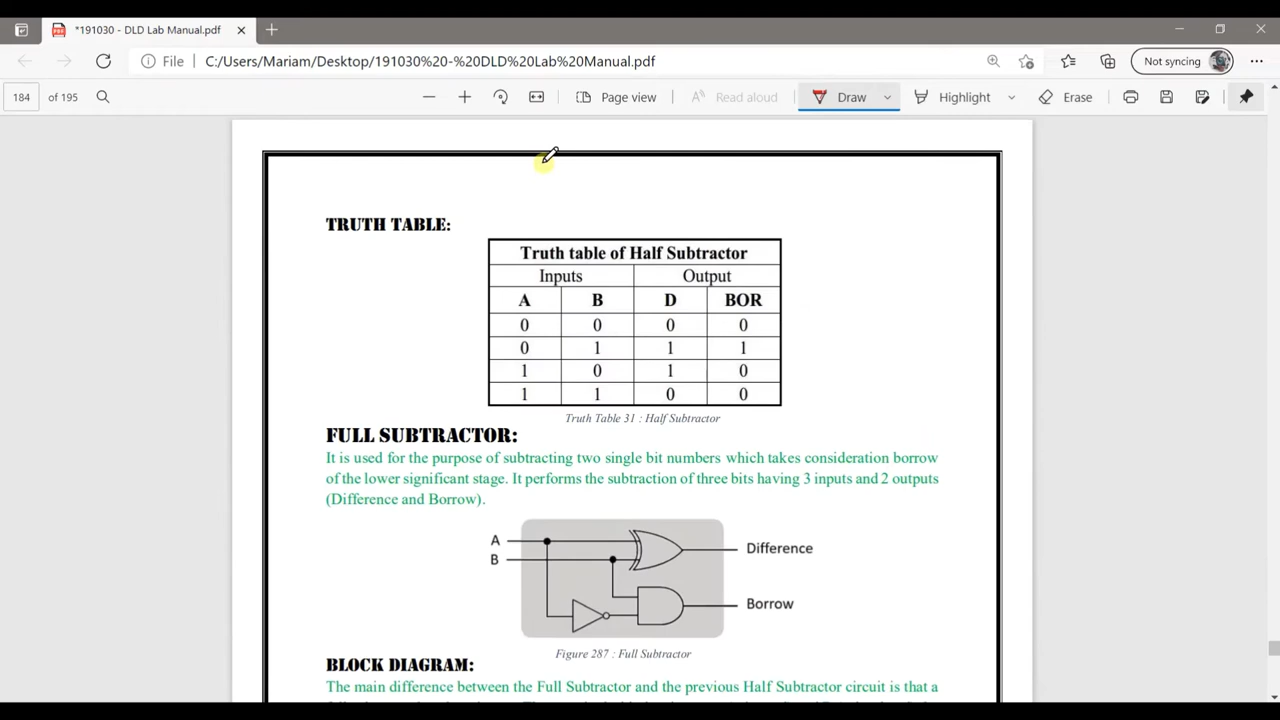 *191030 - DLD Lab Manual.pdf
File C:/Users/Mariam/Desktop/191030%20-%20DLD%20Lab%20Manual.pdf Not syncing
184 of 195 Page view Read aloud Draw Highlight Erase
TRUTH TABLE:
Truth table of Half Subtractor
Inputs Output
A B D BOR
0 0 0 0
0 1 1 1
1 0 1 0
1 1 0 0
Truth Table 31 : Half Subtractor
FULL SUBTRACTOR:
It is used for the purpose of subtracting two single bit numbers which takes consideration borrow
of the lower significant stage. It performs the subtraction of three bits having 3 inputs and 2 outputs
(Difference and Borrow).
A
Difference
B
Borrow
Figure 287 : Full Subtractor
BLOCK DIAGRAM:
The main difference between the Full Subtractor and the previous Half Subtractor circuit is that a